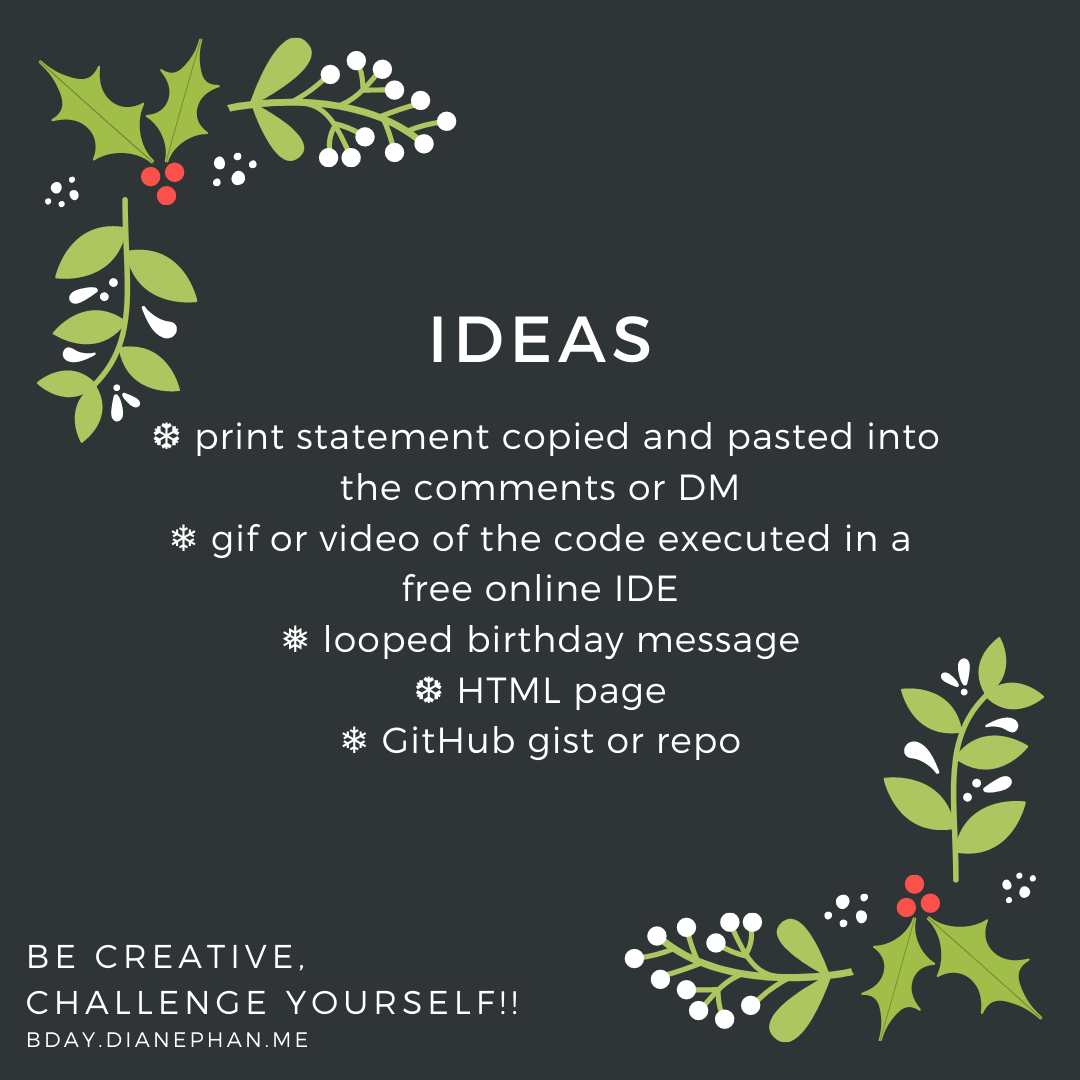 IDEAS
❆ print statement copied and pasted into
the comments or DM
❄ gif or video of the code executed in a
free online IDE
❅ looped birthday message
❆ HTML page
❄ GitHub gist or repo
BE CREATIVE,
CHALLENGE YOURSELF!!
BDAY.DIANEPHAN.ME